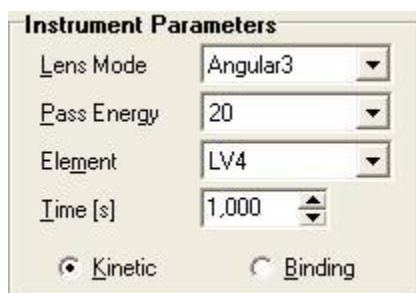 Instrument Parameters
Lens Mode Angular3
Pass Energy 20
Element LV4
Time [s] 1,000
Kinetic Binding